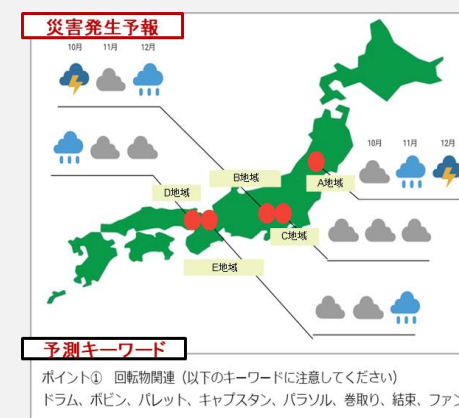 災害発生予報
10月 11月 12月
10月 11月 12月
B地域
A地域
D地域
C地域
E地域
予測キーワード
ポイント① 回転物関連（以下のキーワードに注意してください）
ドラム、ボビン、パレット、キャプスタン、パラソル、巻取り、結束、ファン